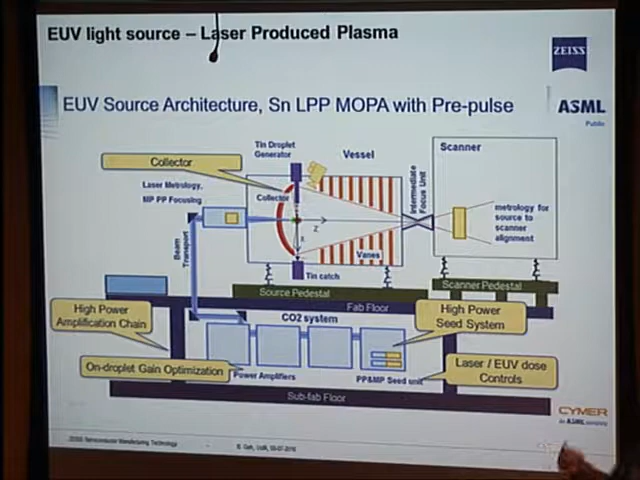 EUV light source – Laser Produced Plasma
ZEISS
EUV Source Architecture, Sn LPP MOPA with Pre-pulse
ASML
Public
Tin Droplet
Generator
Vessel
Scanner
Collector
Laser Metrology,
MP PP Focusing
Collector
Intermediate
Focus Unit
metrology for
source to
scanner
alignment
Beam
Transport
X
Z
Vanes
Tin catch
Source Pedestal
Scanner Pedestal
Fab Floor
High Power
Amplification Chain
CO2 system
High Power
Seed System
On-droplet Gain Optimization
Power Amplifiers
PP&MP Seed unit
Laser / EUV dose
Controls
Sub-fab Floor
CYMER
An ASML company
ZEISS Semiconductor Manufacturing Technology